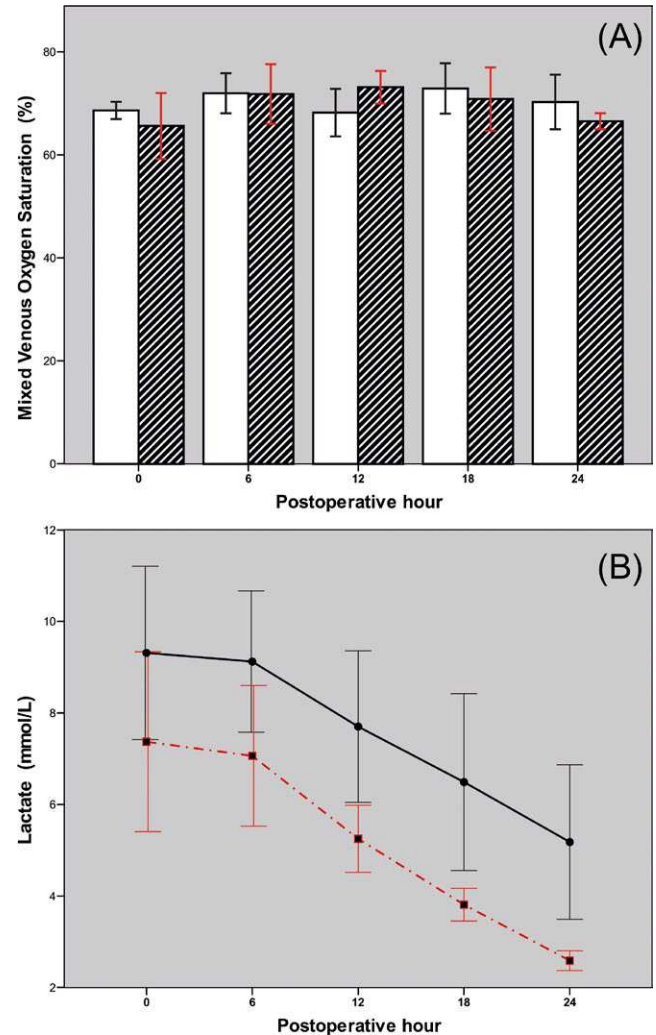 (A)
Mixed Venous Oxygen Saturation (%)
80
60
40
20
0
0 6 12 18 24
Postoperative hour
(B)
Lactate (mmol/L)
12
10
8
6
4
2
0 6 12 18 24
Postoperative hour